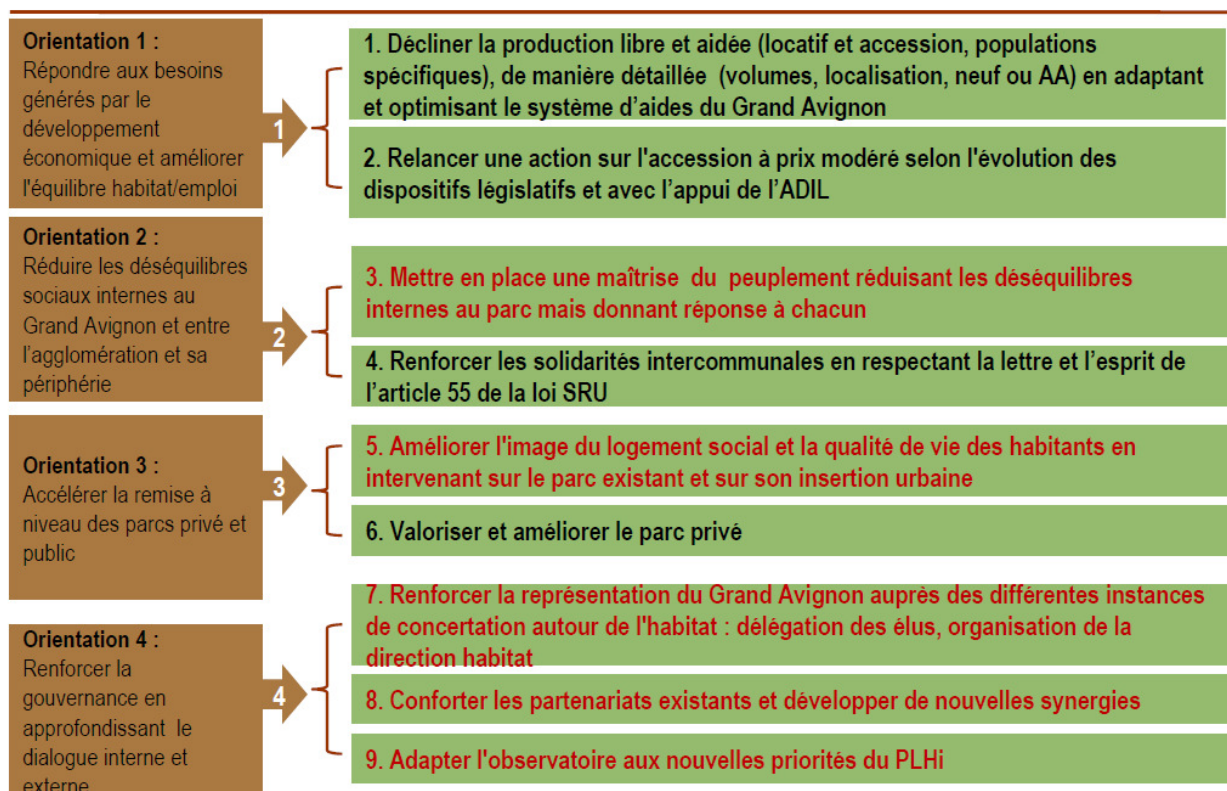 Orientation 1 :
Répondre aux besoins
générés par le
développement
économique et améliorer
l'équilibre habitat/emploi
1
1. Décliner la production libre et aidée (locatif et accession, populations
spécifiques), de manière détaillée (volumes, localisation, neuf ou AA) en adaptant
et optimisant le système d'aides du Grand Avignon
2. Relancer une action sur l'accession à prix modéré selon l'évolution des
dispositifs législatifs et avec l'appui de l'ADIL
Orientation 2 :
Réduire les déséquilibres
sociaux internes au
Grand Avignon et entre
l'agglomération et sa
périphérie
2
3. Mettre en place une maîtrise du peuplement réduisant les déséquilibres
internes au parc mais donnant réponse à chacun
4. Renforcer les solidarités intercommunales en respectant la lettre et l'esprit de
l'article 55 de la loi SRU
Orientation 3 :
Accélérer la remise à
niveau des parcs privé et
public
3
5. Améliorer l'image du logement social et la qualité de vie des habitants en
intervenant sur le parc existant et sur son insertion urbaine
6. Valoriser et améliorer le parc privé
Orientation 4 :
Renforcer la
gouvernance en
approfondissant le
dialogue interne et
externe
4
7. Renforcer la représentation du Grand Avignon auprès des différentes instances
de concertation autour de l'habitat : délégation des élus, organisation de la
direction habitat
8. Conforter les partenariats existants et développer de nouvelles synergies
9. Adapter l'observatoire aux nouvelles priorités du PLHi